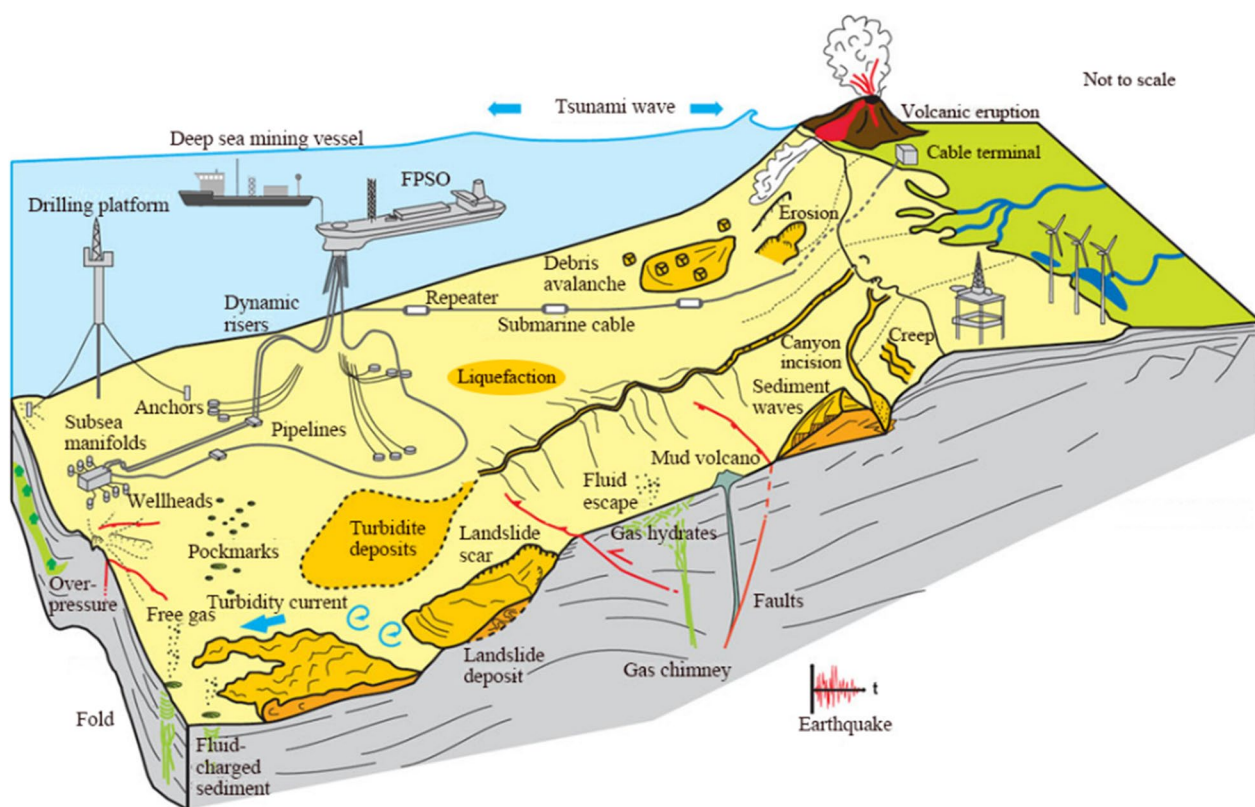 Tsunami wave
Not to scale
Volcanic eruption
Deep sea mining vessel
Cable terminal
FPSO
Drilling platform
Erosion
Debris
avalanche
Dynamic
risers
Repeater
Submarine cable
Canyon
incision
Creep
Liquefaction
Sediment
waves
Anchors
Subsea
manifolds
Pipelines
Mud volcano
Fluid
escape
Wellheads
Turbidite
deposits
Landslide
scar
Gas hydrates
Pockmarks
Over-
pressure
Free gas
Turbidity current
Faults
Landslide
deposit
Gas chimney
t
Earthquake
Fold
Fluid-
charged
sediment